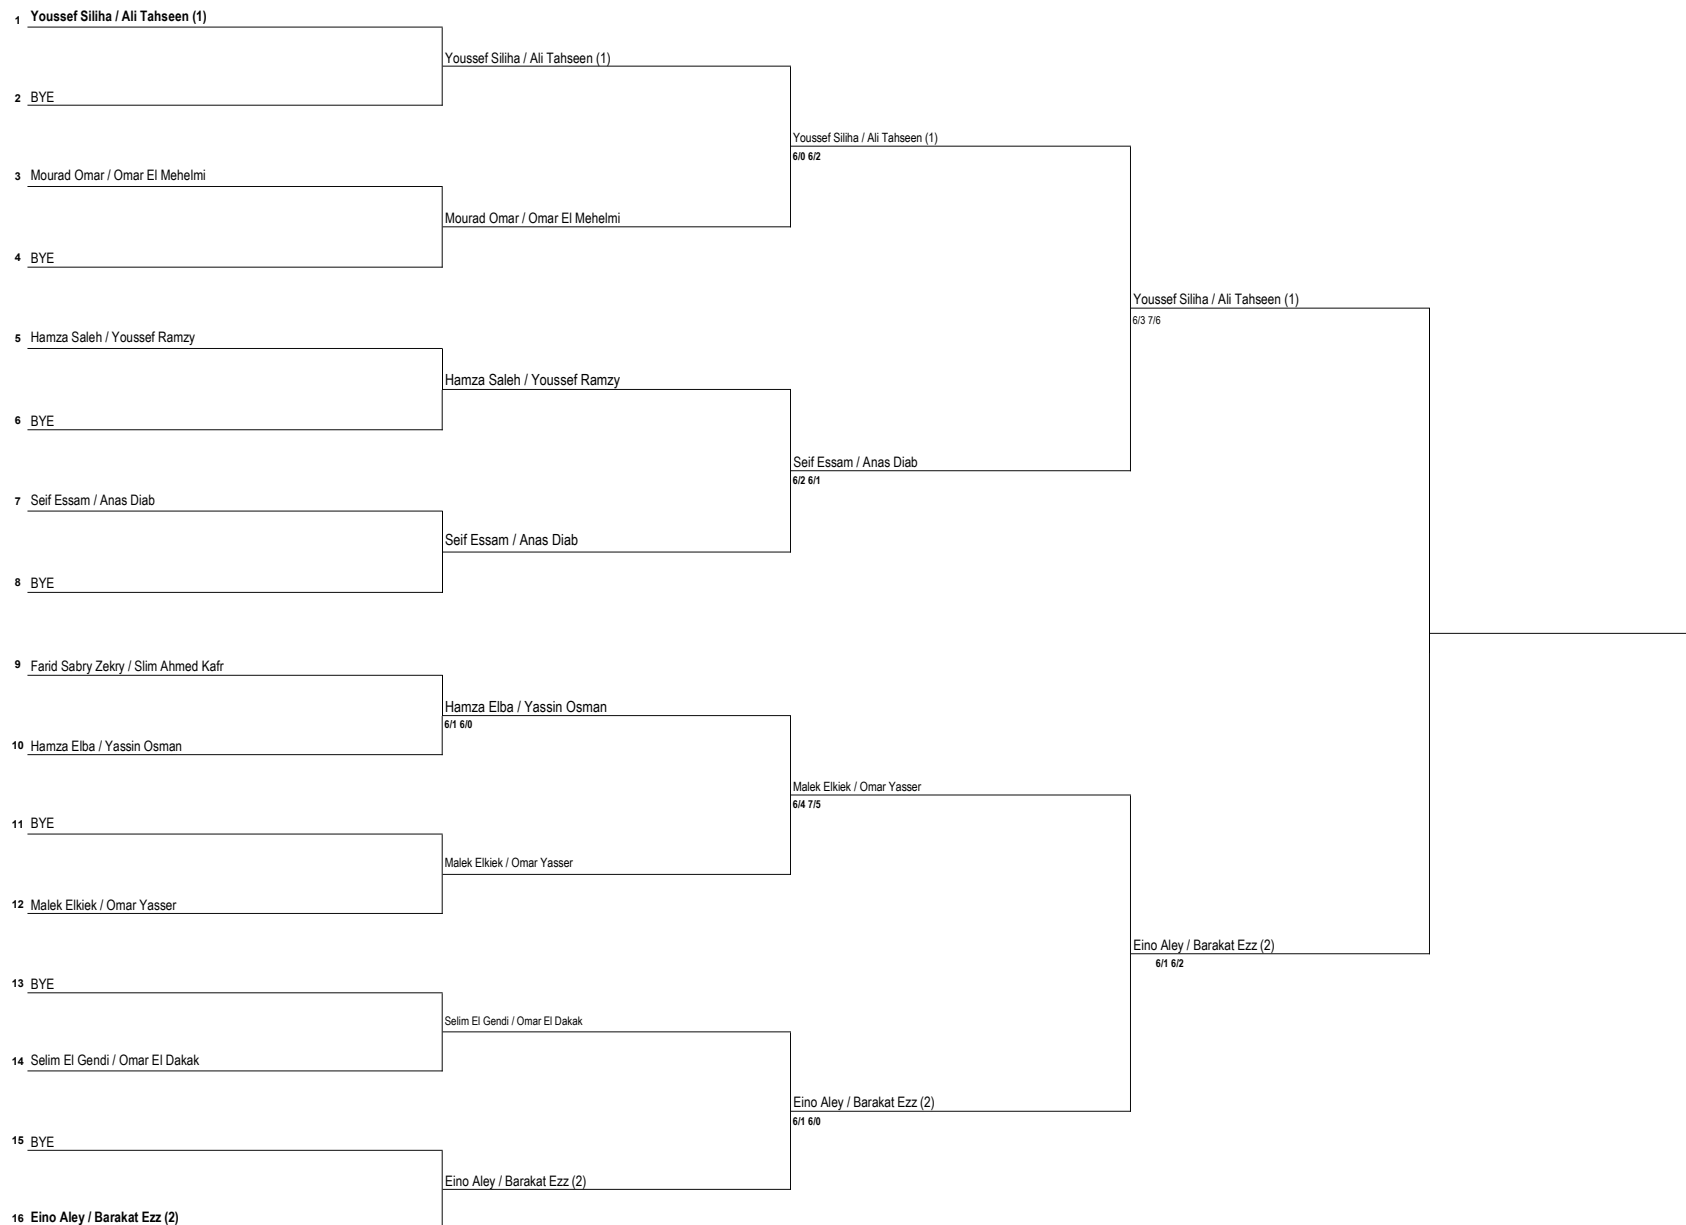 1 Youssef Siliha / Ali Tahseen (1)
Youssef Siliha / Ali Tahseen (1)
2 BYE
Youssef Siliha / Ali Tahseen (1)
6/0 6/2
3 Mourad Omar / Omar El Mehelmi
Mourad Omar / Omar El Mehelmi
4 BYE
Youssef Siliha / Ali Tahseen (1)
6/3 7/6
5 Hamza Saleh / Youssef Ramzy
Hamza Saleh / Youssef Ramzy
6 BYE
Seif Essam / Anas Diab
6/2 6/1
7 Seif Essam / Anas Diab
Seif Essam / Anas Diab
8 BYE
9 Farid Sabry Zekry / Slim Ahmed Kafr
Hamza Elba / Yassin Osman
6/1 6/0
10 Hamza Elba / Yassin Osman
Malek Elkiek / Omar Yasser
6/4 7/5
11 BYE
Malek Elkiek / Omar Yasser
12 Malek Elkiek / Omar Yasser
Eino Aley / Barakat Ezz (2)
6/1 6/2
13 BYE
Selim El Gendi / Omar El Dakak
14 Selim El Gendi / Omar El Dakak
Eino Aley / Barakat Ezz (2)
6/1 6/0
15 BYE
Eino Aley / Barakat Ezz (2)
16 Eino Aley / Barakat Ezz (2)